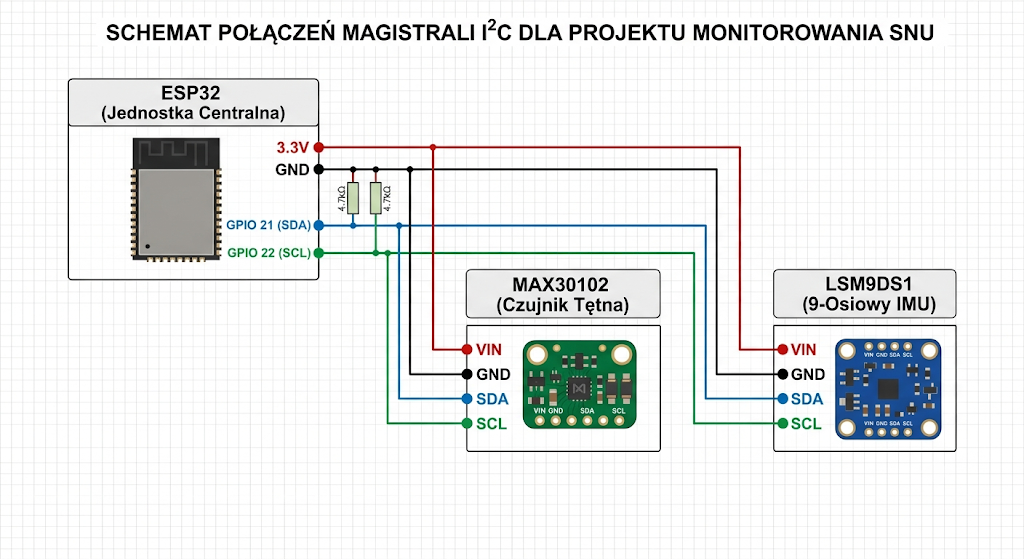 SCHEMAT POŁĄCZEŃ MAGISTRALI I²C DLA PROJEKTU MONITOROWANIA SNU
ESP32
(Jednostka Centralna)
3.3V
GND
4.7kΩ
4.7kΩ
GPIO 21 (SDA)
GPIO 22 (SCL)
MAX30102
(Czujnik Tętna)
VIN
GND
SDA
SCL
VIN GND SDA SCL
LSM9DS1
(9-Osiowy IMU)
VIN
GND
SDA
SCL
VIN GND SDA SCL
VIN GND SDA SCL